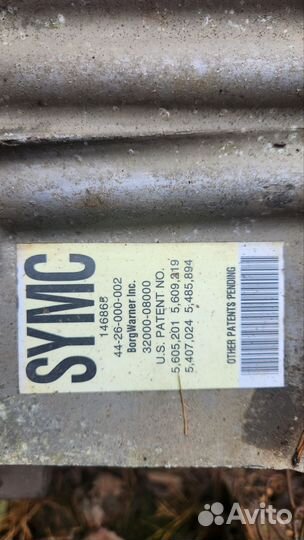 SYMC
146868
44-26-000-002
BorgWarner Inc.
32000-08000
U.S. PATENT NO.
5,605,201 5,609,219
5,407,024 5,485,894
OTHER PATENTS PENDING
Avito